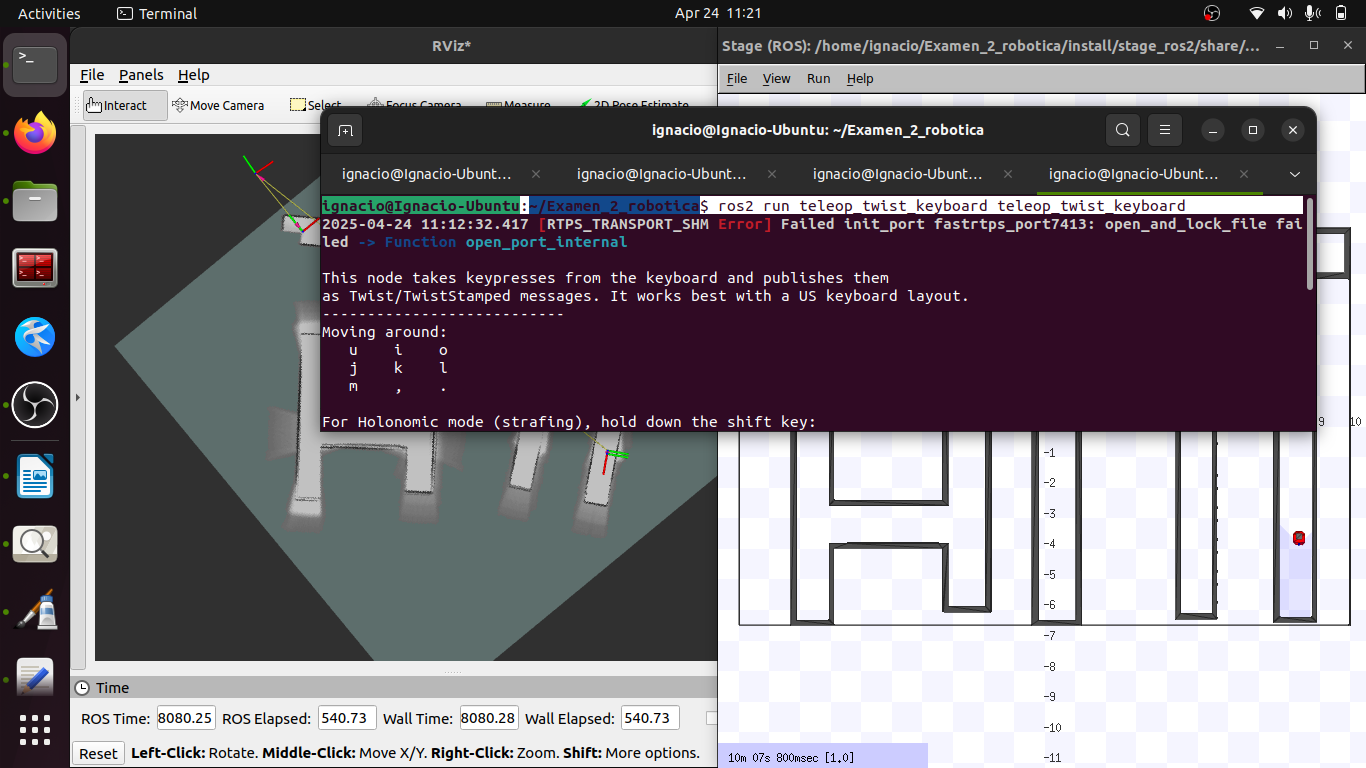 Activities
Terminal
Apr 24 11:21
RViz*
Stage (ROS): /home/ignacio/Examen_2_robotica/install/stage_ros2/share/...
File Panels Help
File View Run Help
Interact
Move Camera
Select
Focus Camera
Measure
2D Pose Estimate
ignacio@Ignacio-Ubuntu: ~/Examen_2_robotica
ignacio@Ignacio-Ubunt...
ignacio@Ignacio-Ubunt...
ignacio@Ignacio-Ubunt...
ignacio@Ignacio-Ubunt...
ignacio@Ignacio-Ubuntu:~/Examen_2_robotica$ ros2 run teleop_twist_keyboard teleop_twist_keyboard
2025-04-24 11:12:32.417 [RTPS_TRANSPORT_SHM Error] Failed init_port fastrtps_port7413: open_and_lock_file fai
led -> Function open_port_internal
This node takes keypresses from the keyboard and publishes them
as Twist/TwistStamped messages. It works best with a US keyboard layout.
---------------------------
Moving around:
u i o
j k l
m , .
For Holonomic mode (strafing), hold down the shift key:
9 10
-1
-2
-3
-4
-5
-6
-7
-8
-9
-10
-11
Time
ROS Time: 8080.25 ROS Elapsed: 540.73 Wall Time: 8080.28 Wall Elapsed: 540.73
Reset Left-Click: Rotate. Middle-Click: Move X/Y. Right-Click: Zoom. Shift: More options.
10m 07s 800msec [1.0]